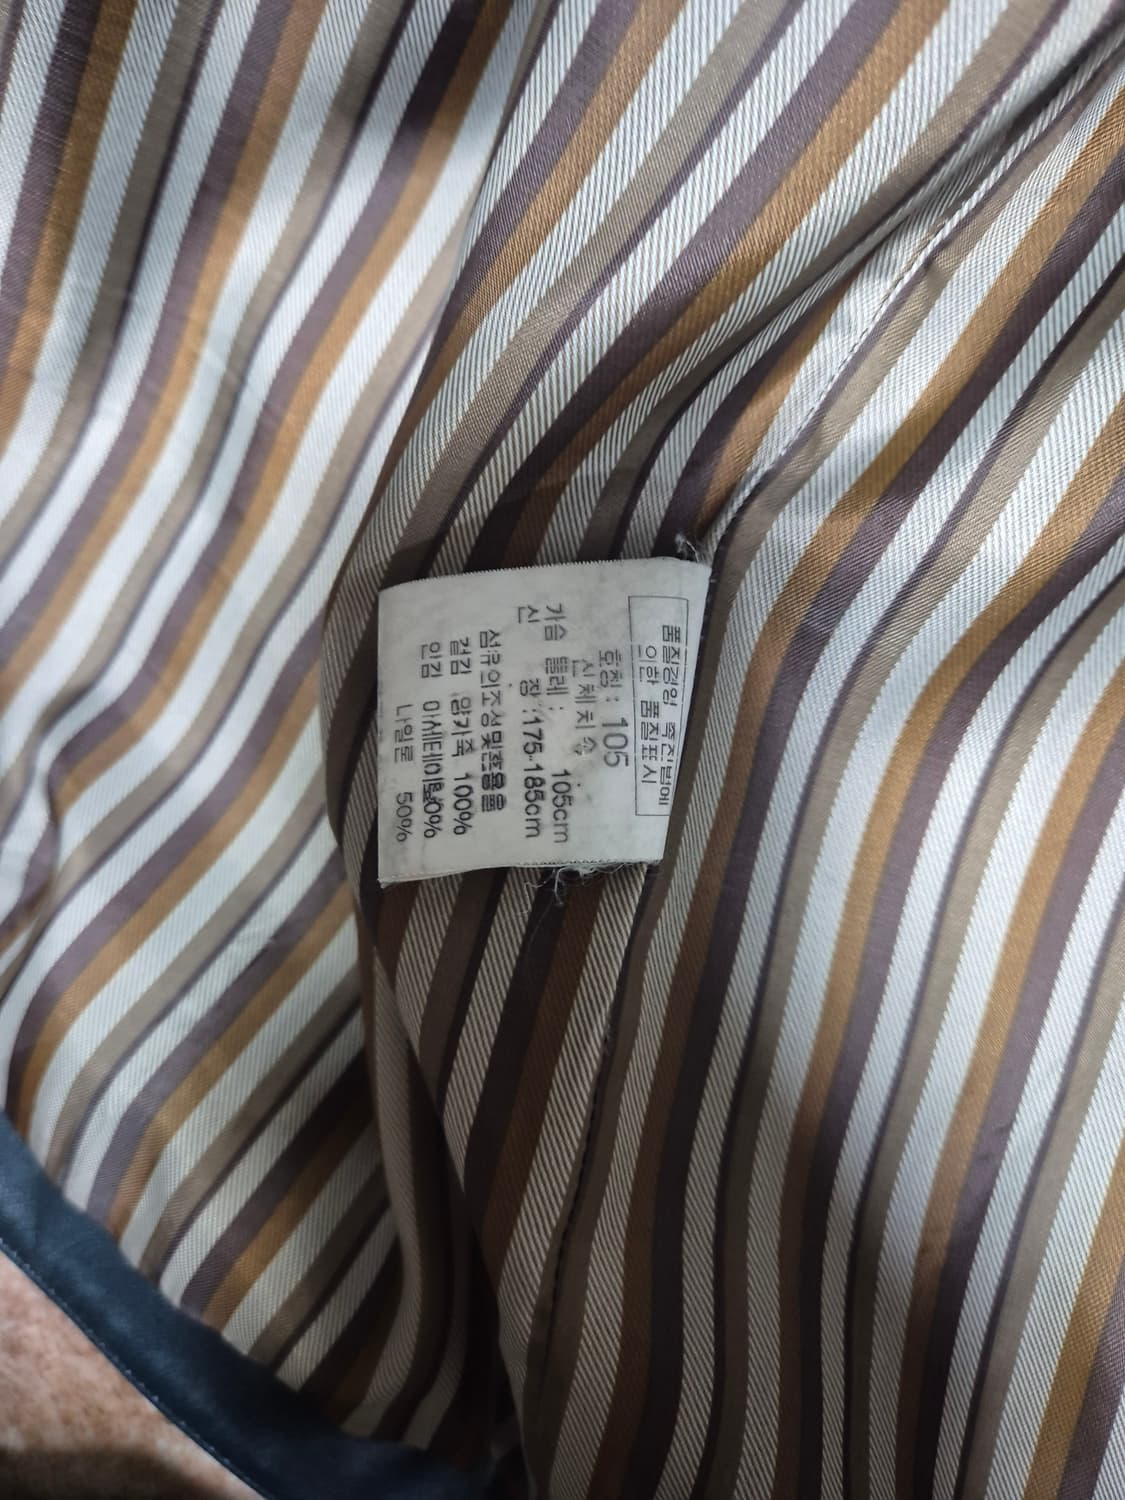 품질경영 촉진법에
의한 품질표시
호칭 : 105
신체치수
가슴 둘레 : 105cm
신 장 :175-185cm
섬유의조성및혼용율
겉감 양가죽 100%
안감 아세테이트50%
나일론 50%